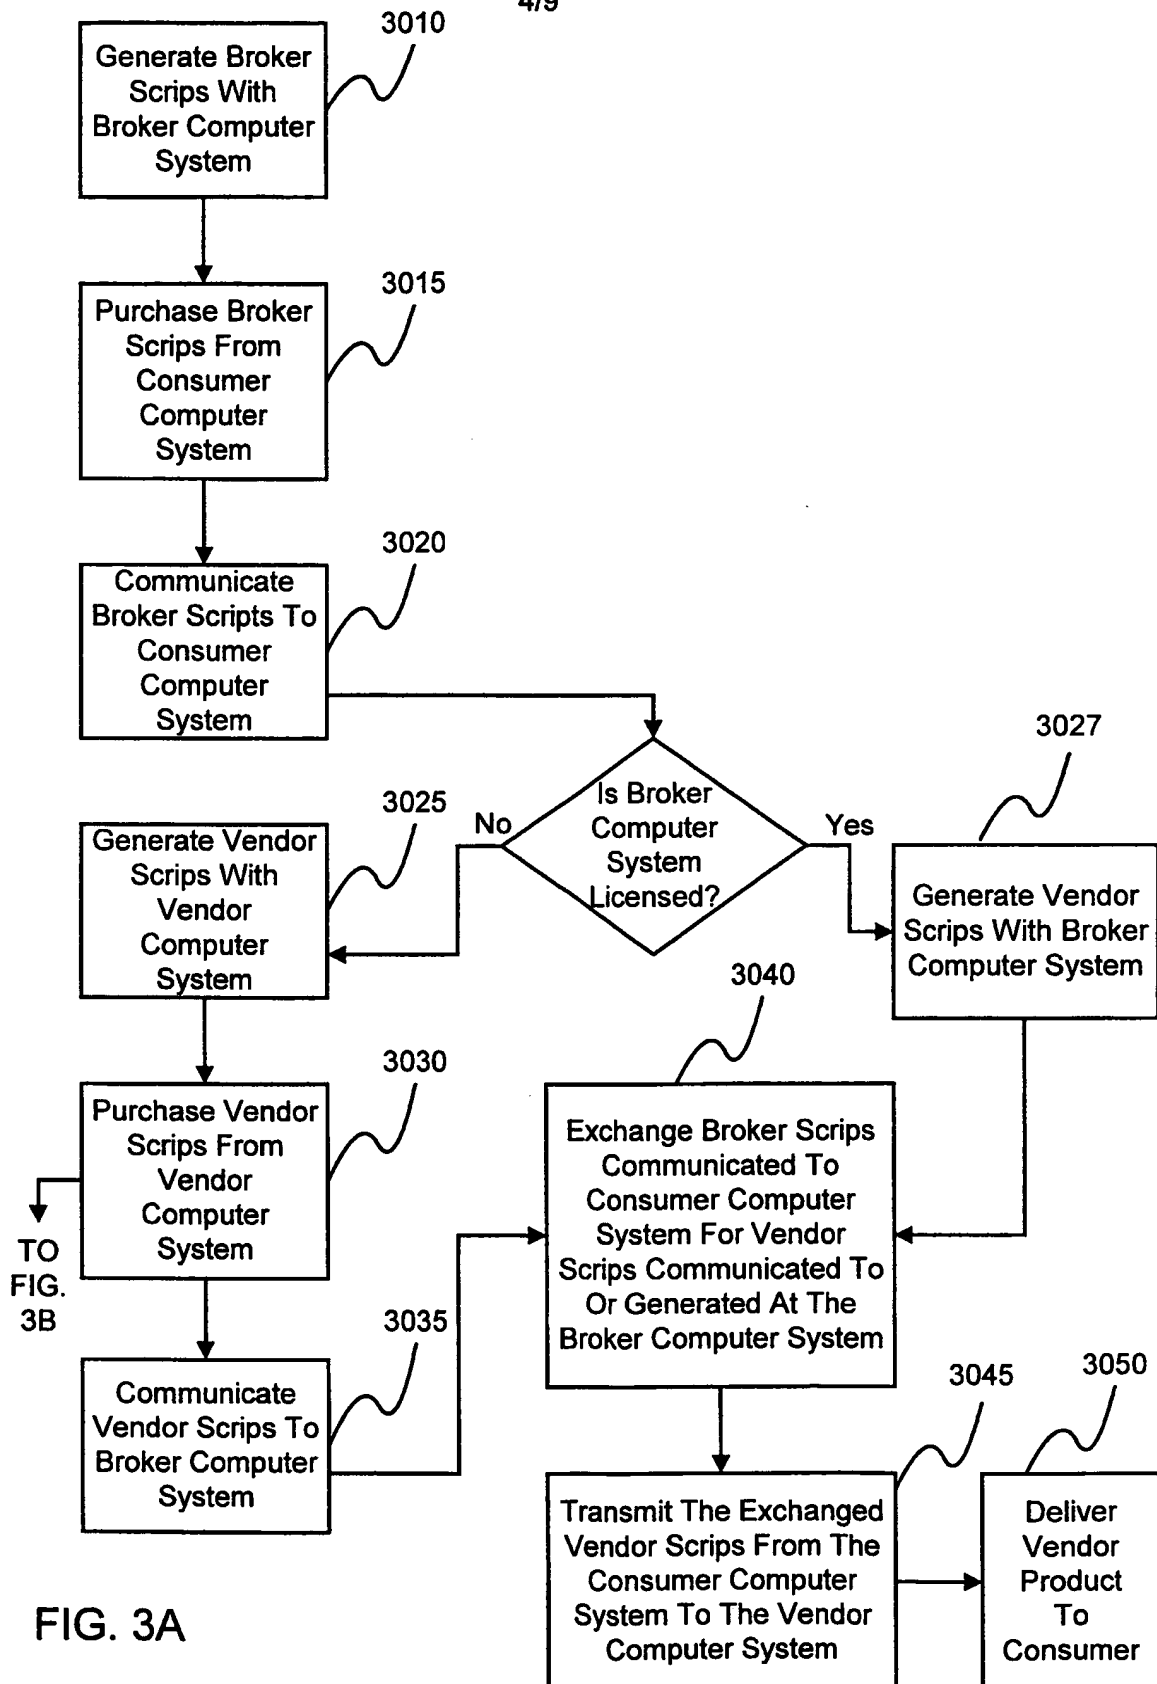 4/9
3010
Generate Broker
Scrips With
Broker Computer
System
3015
Purchase Broker
Scrips From
Consumer
Computer
System
3020
Communicate
Broker Scripts To
Consumer
Computer
System
Is Broker
Computer
System
Licensed?
No
Yes
3025
Generate Vendor
Scrips With
Vendor
Computer
System
3027
Generate Vendor
Scrips With Broker
Computer System
3030
Purchase Vendor
Scrips From
Vendor
Computer
System
TO
FIG.
3B
3035
Communicate
Vendor Scrips To
Broker Computer
System
3040
Exchange Broker Scrips
Communicated To
Consumer Computer
System For Vendor
Scrips Communicated To
Or Generated At The
Broker Computer System
3045
Transmit The Exchanged
Vendor Scrips From The
Consumer Computer
System To The Vendor
Computer System
3050
Deliver
Vendor
Product
To
Consumer
FIG. 3A